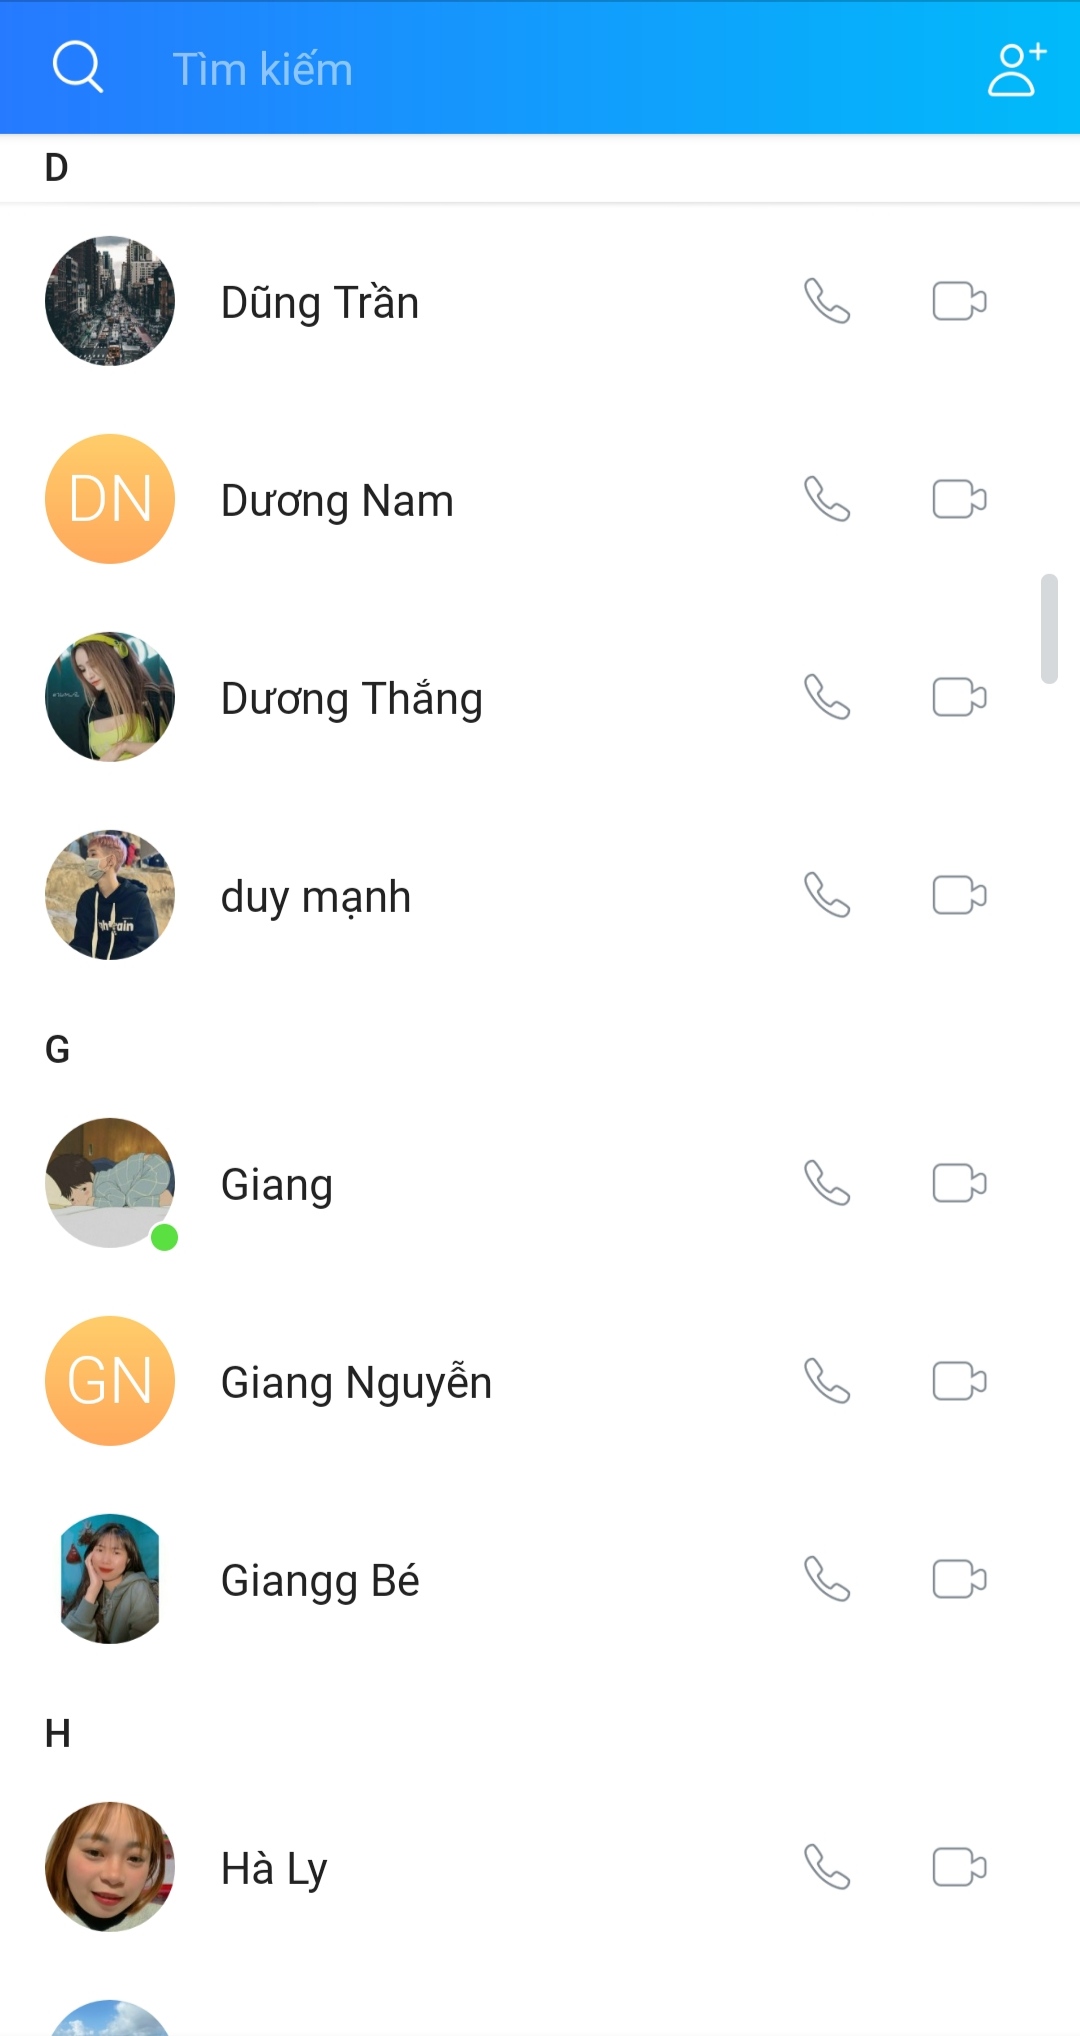 Tìm kiếm
D
Dũng Trần
DN
Dương Nam
Dương Thắng
duy mạnh
G
Giang
GN
Giang Nguyễn
Giangg Bé
H
Hà Ly